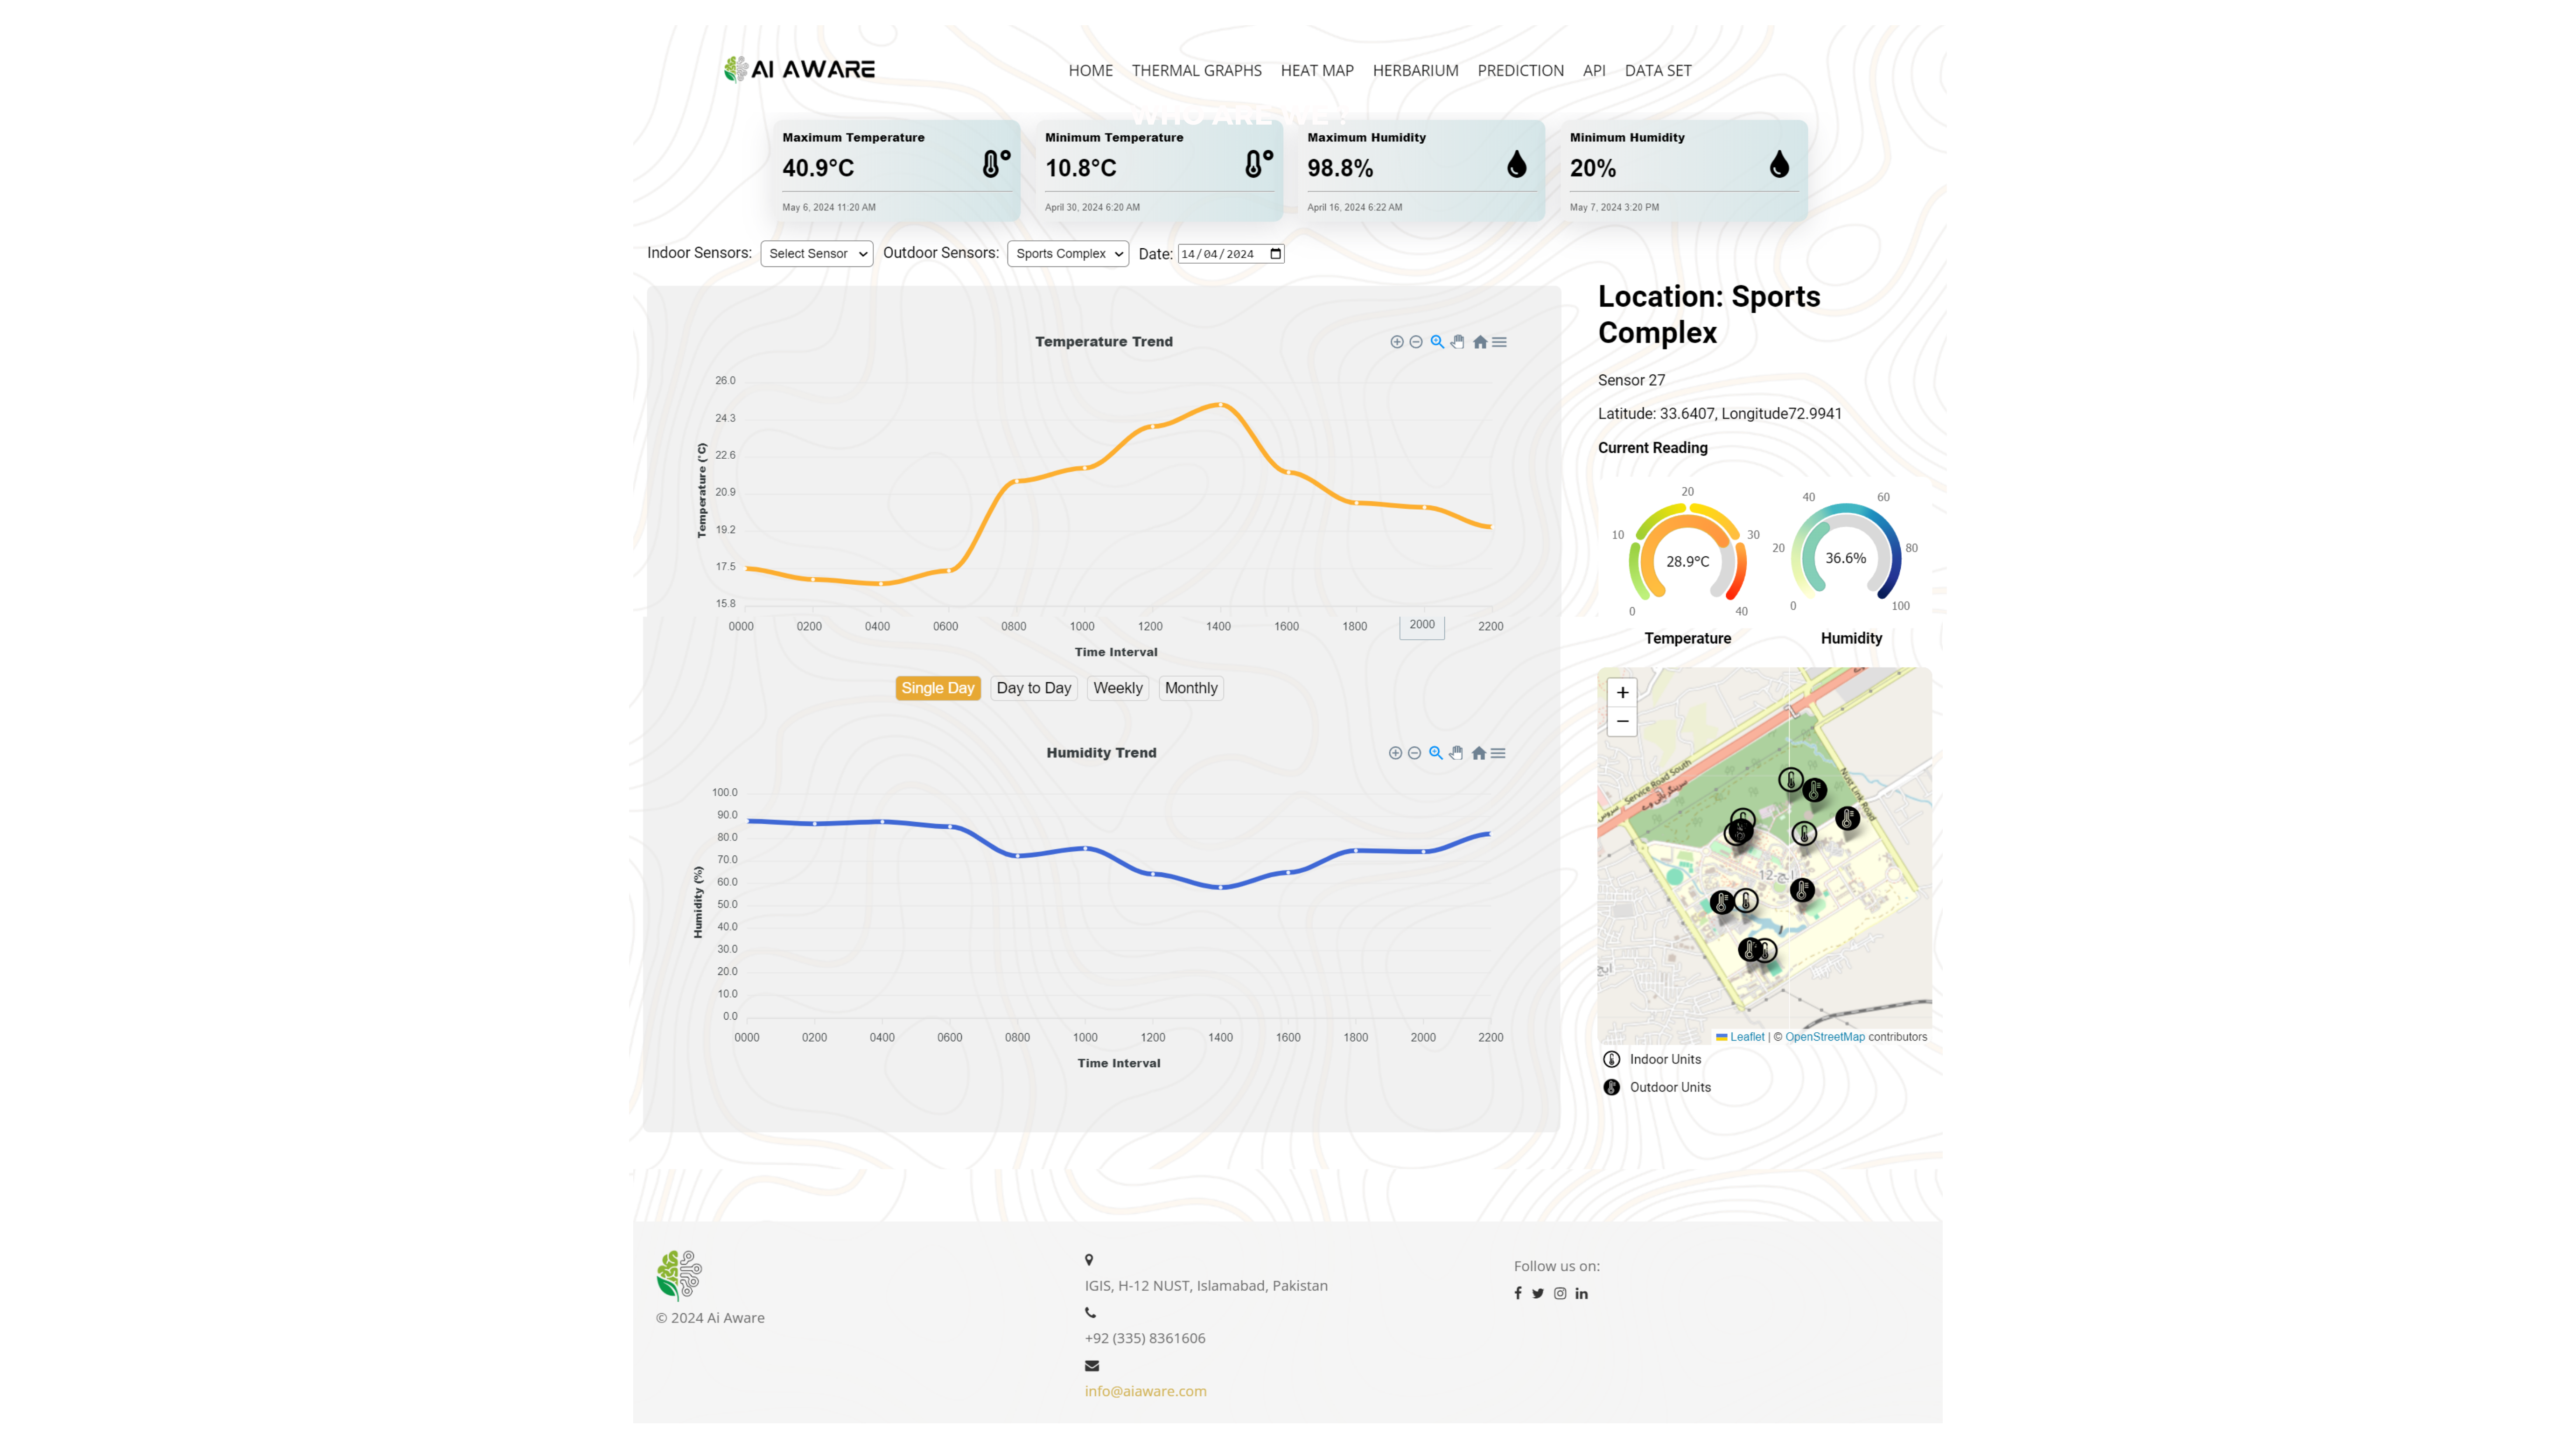 AI AWARE
HOME THERMAL GRAPHS HEAT MAP HERBARIUM PREDICTION API DATA SET
WHO ARE WE ?
Maximum Temperature
40.9°C
May 6, 2024 11:20 AM
Minimum Temperature
10.8°C
April 30, 2024 6:20 AM
Maximum Humidity
98.8%
April 16, 2024 6:22 AM
Minimum Humidity
20%
May 7, 2024 3:20 PM
Indoor Sensors: Select Sensor Outdoor Sensors: Sports Complex Date: 14/04/2024
Temperature Trend
26.0
24.3
22.6
20.9
19.2
17.5
15.8
Temperature (°C)
0000 0200 0400 0600 0800 1000 1200 1400 1600 1800 2000 2200
Time Interval
Single Day Day to Day Weekly Monthly
Humidity Trend
100.0
90.0
80.0
70.0
60.0
50.0
40.0
30.0
20.0
10.0
0.0
Humidity (%)
0000 0200 0400 0600 0800 1000 1200 1400 1600 1800 2000 2200
Time Interval
Location: Sports
Complex
Sensor 27
Latitude: 33.6407, Longitude72.9941
Current Reading
0 10 20 30 40
28.9°C
Temperature
0 20 40 60 80 100
36.6%
Humidity
+
−
Service Road South
Nust Link Road
Leaflet | © OpenStreetMap contributors
Indoor Units
Outdoor Units
© 2024 Ai Aware
IGIS, H-12 NUST, Islamabad, Pakistan
+92 (335) 8361606
info@aiaware.com
Follow us on: